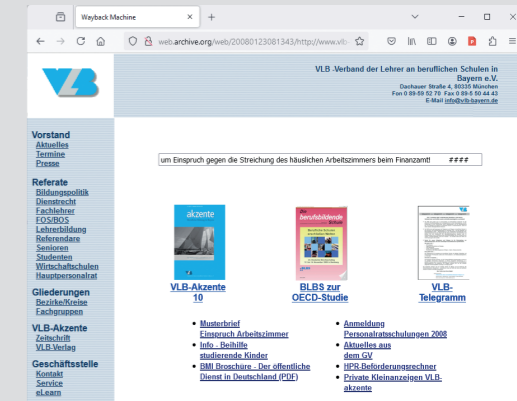 Wayback Machine
web.archive.org/web/20080123081343/http://www.vlb-
VLB
VLB -Verband der Lehrer an beruflichen Schulen in
Bayern e.V.
Dachauer Straße 4, 80335 München
Fon 0 89-59 52 70 Fax 0 89-5 50 44 43
E-Mail info@vlb-bayern.de
Vorstand
Aktuelles
Termine
Presse
Referate
Bildungspolitik
Dienstrecht
Fachlehrer
FOS/BOS
Lehrerbildung
Referendare
Senioren
Studenten
Wirtschaftschulen
Hauptpersonalrat
Gliederungen
Bezirke/Kreise
Fachgruppen
VLB-Akzente
Zeitschrift
VLB-Verlag
Geschäftsstelle
Kontakt
Service
eLearn
um Einspruch gegen die Streichung des häuslichen Arbeitszimmers beim Finanzamt! ####
akzente
VLB-Akzente
10
Die
berufsbildende
Schule
BLBS zur
OECD-Studie
VLB-
Telegramm
Musterbrief
Einspruch Arbeitszimmer
Info - Beihilfe
studierende Kinder
BMI Broschüre - Der öffentliche
Dienst in Deutschland (PDF)
Anmeldung
Personalratsschulungen 2008
Aktuelles aus
dem GV
HPR-Beförderungsrechner
Private Kleinanzeigen VLB-
akzente